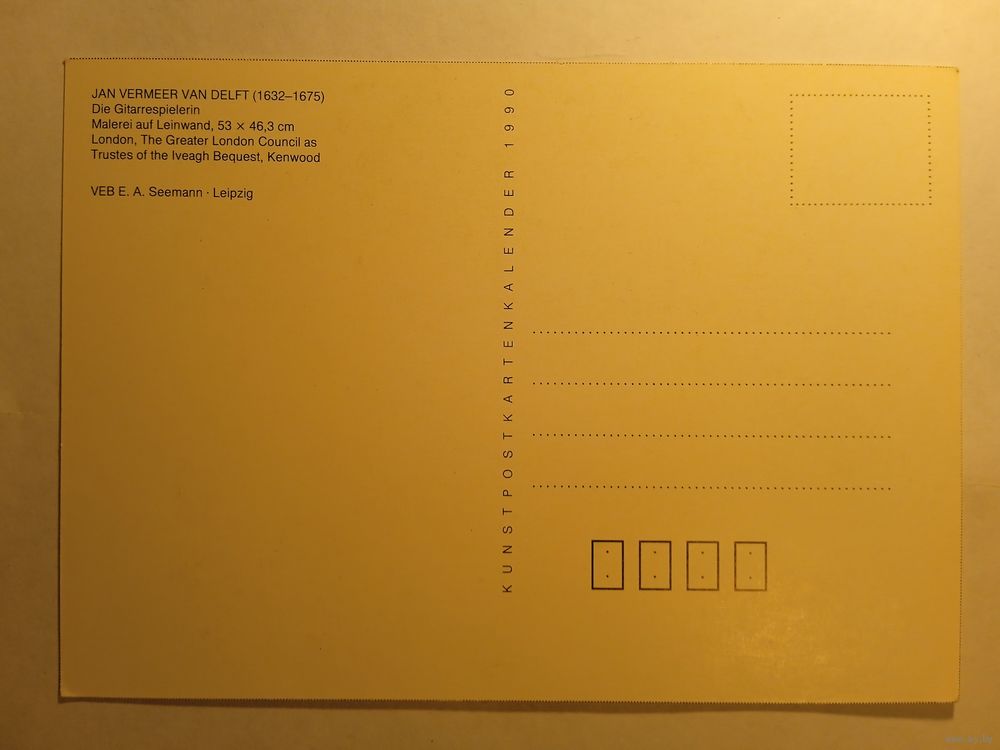 JAN VERMEER VAN DELFT (1632–1675)
Die Gitarrespielerin
Malerei auf Leinwand, 53 × 46,3 cm
London, The Greater London Council as
Trustes of the Iveagh Bequest, Kenwood
VEB E. A. Seemann · Leipzig
KUNSTPOSTKARTENKALENDER 1990